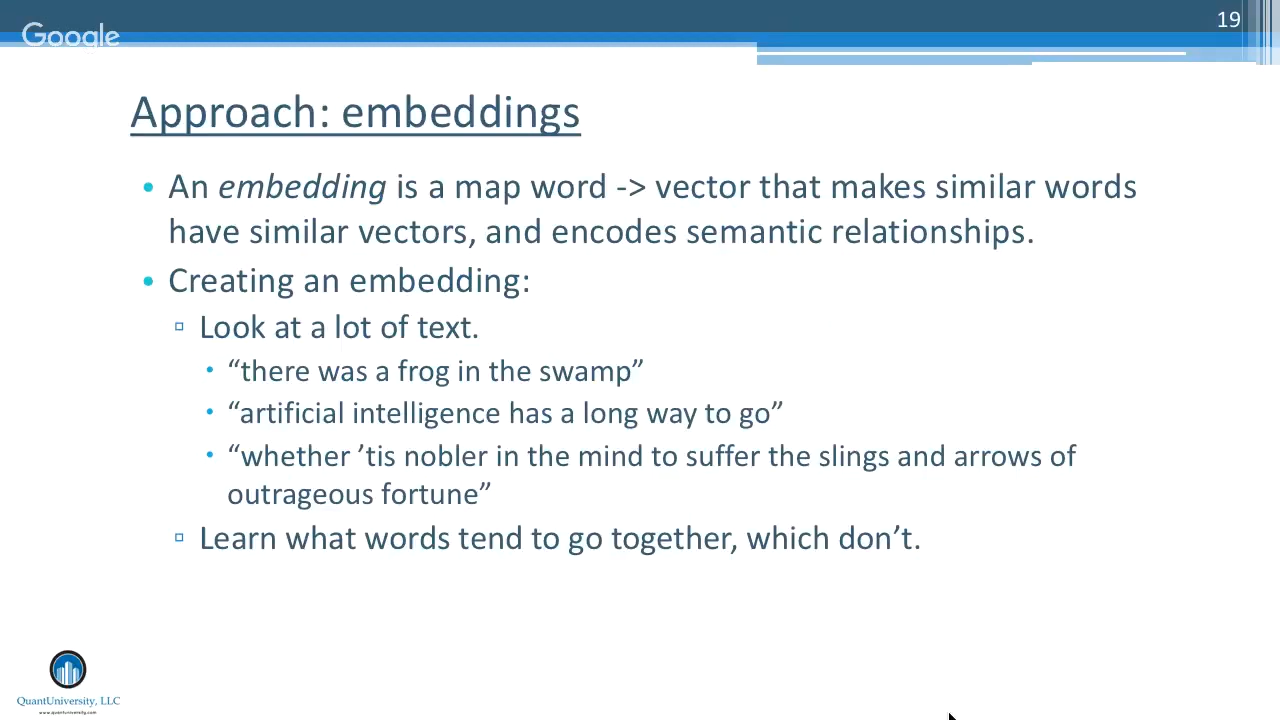 Google
19
Approach: embeddings
• An embedding is a map word -> vector that makes similar words
have similar vectors, and encodes semantic relationships.
• Creating an embedding:
▫ Look at a lot of text.
• “there was a frog in the swamp”
• “artificial intelligence has a long way to go”
• “whether ’tis nobler in the mind to suffer the slings and arrows of
outrageous fortune”
▫ Learn what words tend to go together, which don’t.
QuantUniversity, LLC
www.quantuniversity.com